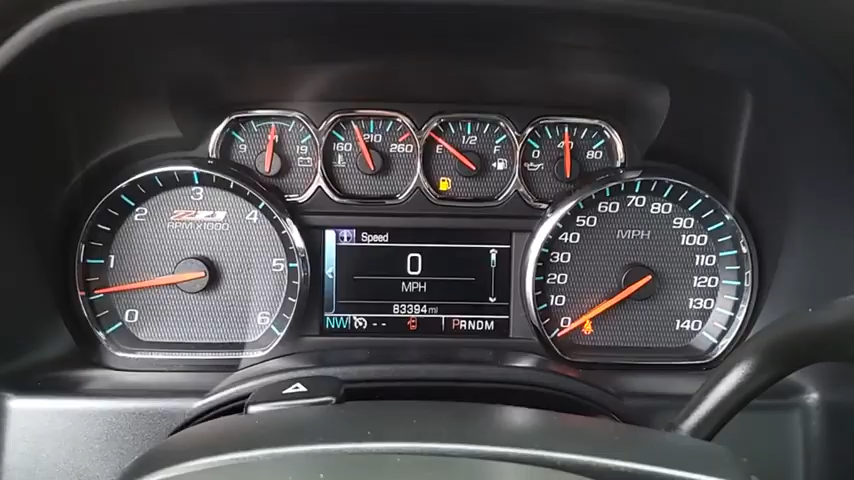 9 M 19
160 210 260
E 1/2 F
0 40 80
1 2 3 4 5 6 0
Z71
RPM X1000
Speed
0
MPH
83394 mi
NW -- PRNDM
0 10 20 30 40 50 60 70 80 90 100 110 120 130 140
MPH